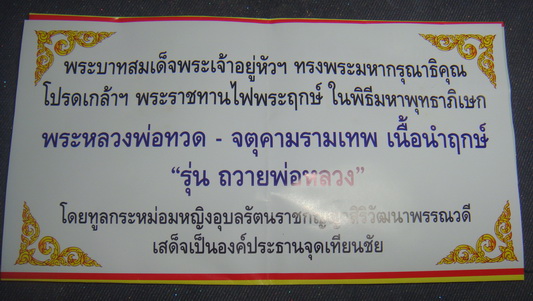 พระบาทสมเด็จพระเจ้าอยู่หัวฯ ทรงพระมหากรุณาธิคุณ
โปรดเกล้าฯ พระราชทานไฟพระฤกษ์ ในพิธีมหาพุทธาภิเษก
พระหลวงพ่อทวด - จตุคามรามเทพ เนื้อนำฤกษ์
“รุ่น ถวายพ่อหลวง”
โดยทูลกระหม่อมหญิงอุบลรัตนราชกัญญาสิริวัฒนาพรรณวดี
เสด็จเป็นองค์ประธานจุดเทียนชัย